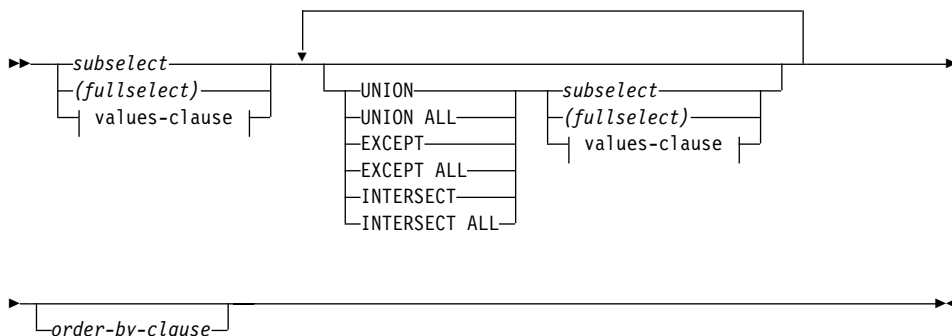 subselect
(fullselect)
values-clause
UNION
UNION ALL
EXCEPT
EXCEPT ALL
INTERSECT
INTERSECT ALL
subselect
(fullselect)
values-clause
order-by-clause